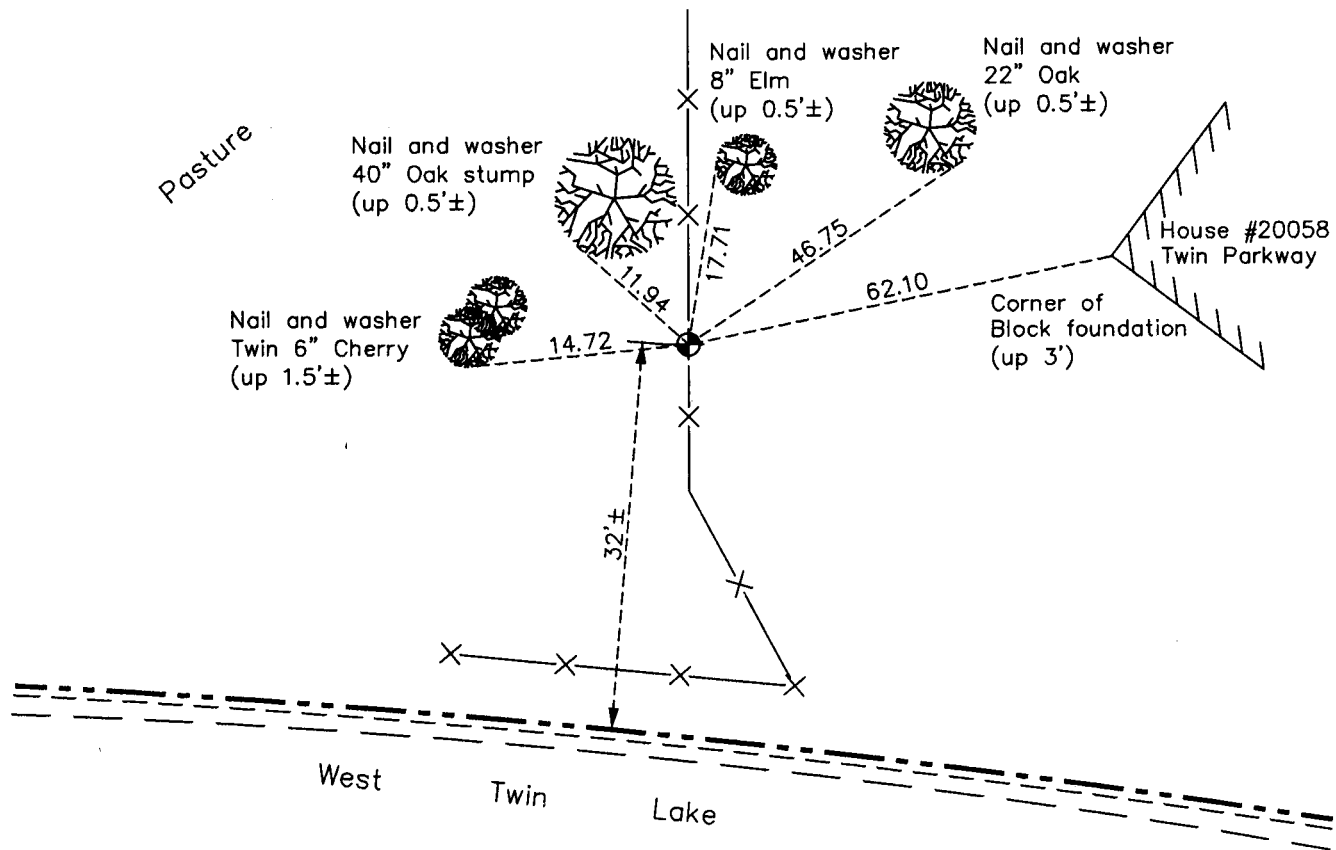 Pasture
Nail and washer
40" Oak stump
(up 0.5'±)
Nail and washer
8" Elm
(up 0.5'±)
Nail and washer
22" Oak
(up 0.5'±)
House #20058
Twin Parkway
Nail and washer
Twin 6" Cherry
(up 1.5'±)
14.72
11.94
17.71
46.75
62.10
Corner of
Block foundation
(up 3')
32'±
West Twin Lake